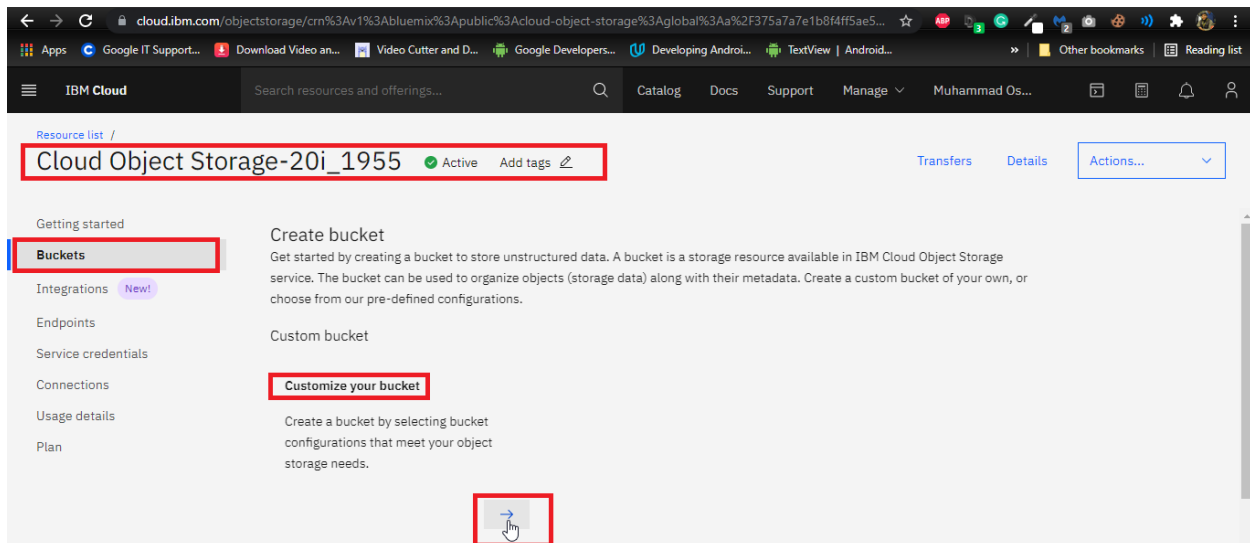 cloud.ibm.com/objectstorage/crn%3Av1%3Abluemix%3Apublic%3Acloud-object-storage%3Aglobal%3Aa%2F375a7a7e1b8f4ff5ae5...
ABP 3 G 2
Apps C Google IT Support... Download Video an... Video Cutter and D... Google Developers... Developing Androi... TextView | Android... » Other bookmarks Reading list
IBM Cloud Search resources and offerings... Catalog Docs Support Manage Muhammad Os...
Resource list /
Cloud Object Storage-20i_1955 Active Add tags Transfers Details Actions...
Getting started
Buckets
Integrations New!
Endpoints
Service credentials
Connections
Usage details
Plan
Create bucket
Get started by creating a bucket to store unstructured data. A bucket is a storage resource available in IBM Cloud Object Storage
service. The bucket can be used to organize objects (storage data) along with their metadata. Create a custom bucket of your own, or
choose from our pre-defined configurations.
Custom bucket
Customize your bucket
Create a bucket by selecting bucket
configurations that meet your object
storage needs.